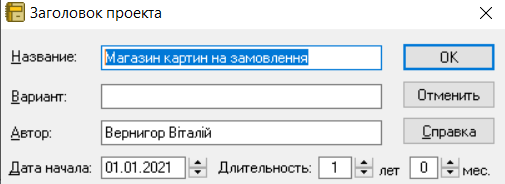 Заголовок проекта
Название: Магазин картин на замовлення OK
Вариант: Отменить
Автор: Вернигор Віталій Справка
Дата начала: 01.01.2021 Длительность: 1 лет 0 мес.